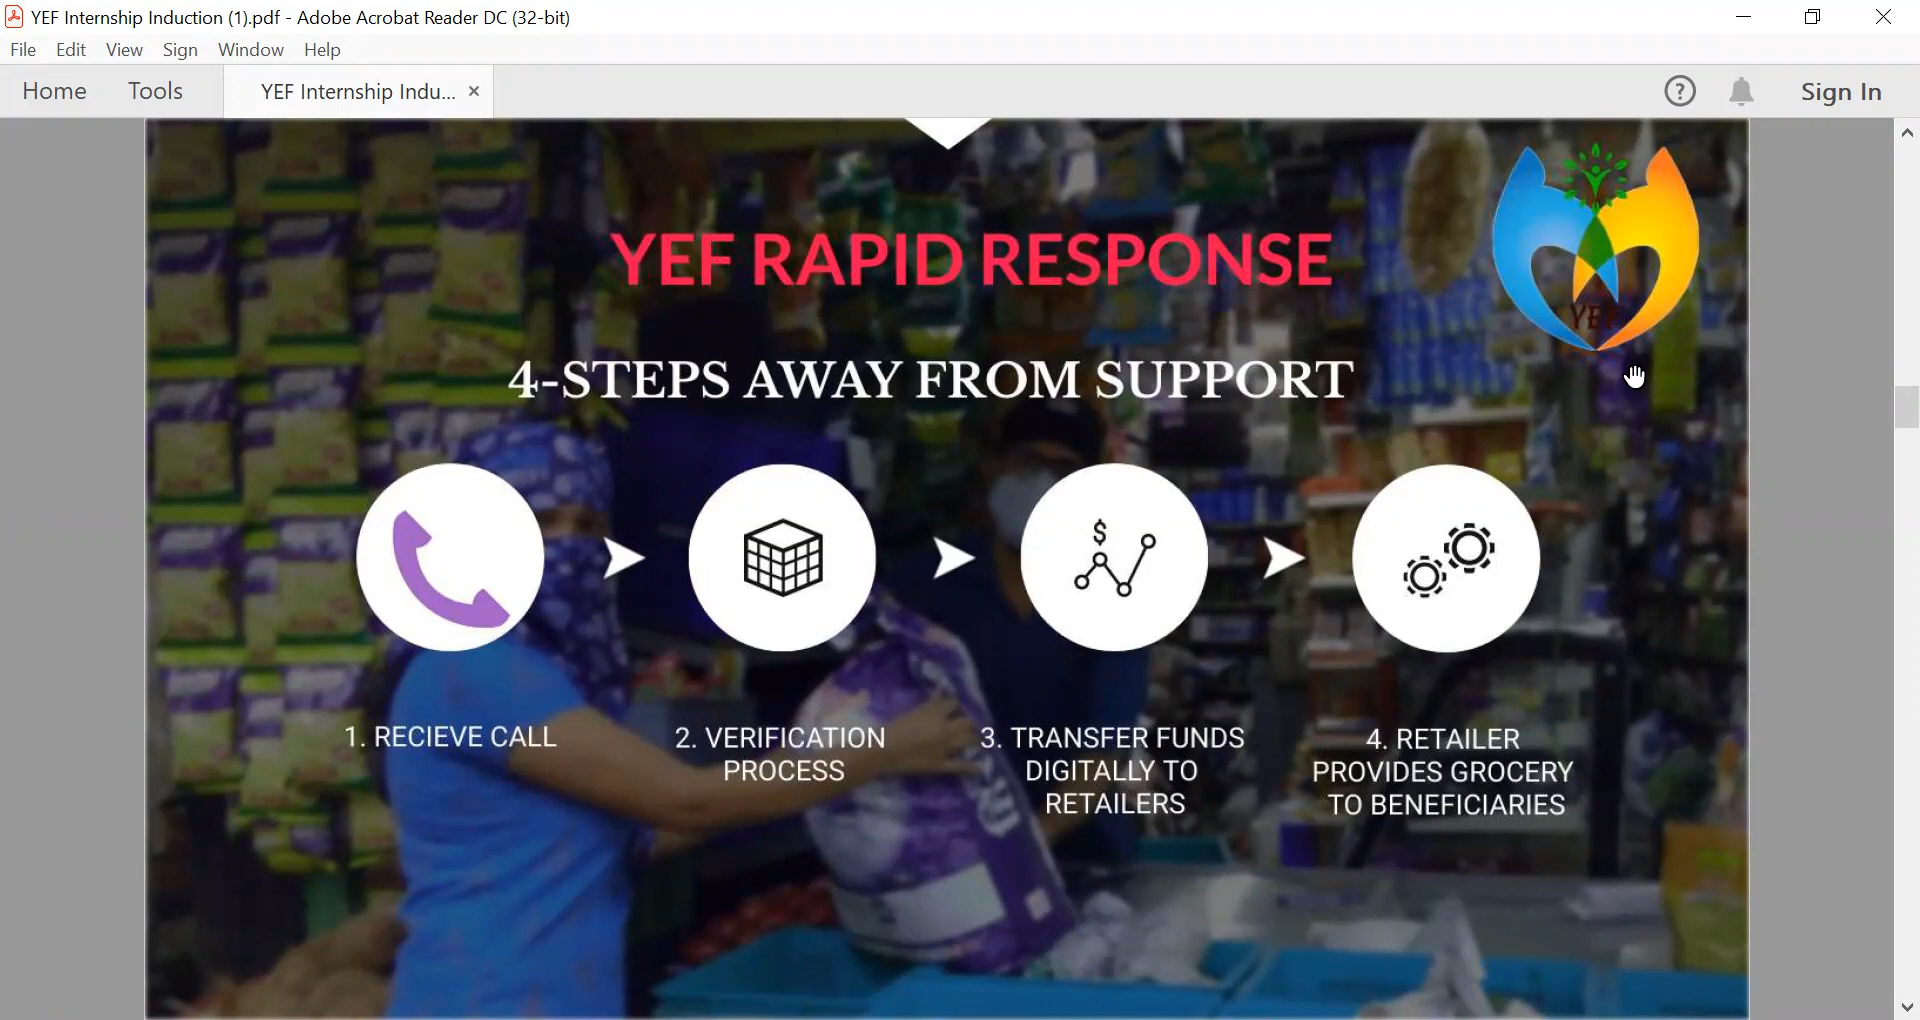 YEF Internship Induction (1).pdf - Adobe Acrobat Reader DC (32-bit)
File Edit View Sign Window Help
Home Tools YEF Internship Indu... × ? Sign In
YEF RAPID RESPONSE
YEF
4-STEPS AWAY FROM SUPPORT
$
1. RECIEVE CALL
2. VERIFICATION
PROCESS
3. TRANSFER FUNDS
DIGITALLY TO
RETAILERS
4. RETAILER
PROVIDES GROCERY
TO BENEFICIARIES